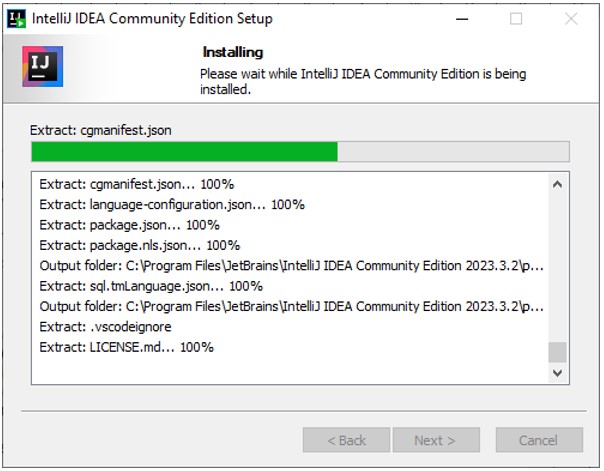 IntelliJ IDEA Community Edition Setup
IJ
Installing
Please wait while IntelliJ IDEA Community Edition is being
installed.
Extract: cgmanifest.json
Extract: cgmanifest.json... 100%
Extract: language-configuration.json... 100%
Extract: package.json... 100%
Extract: package.nls.json... 100%
Output folder: C:\Program Files\JetBrains\IntelliJ IDEA Community Edition 2023.3.2\p...
Extract: sql.tmLanguage.json... 100%
Output folder: C:\Program Files\JetBrains\IntelliJ IDEA Community Edition 2023.3.2\p...
Extract: .vscodeignore
Extract: LICENSE.md... 100%
< Back Next > Cancel